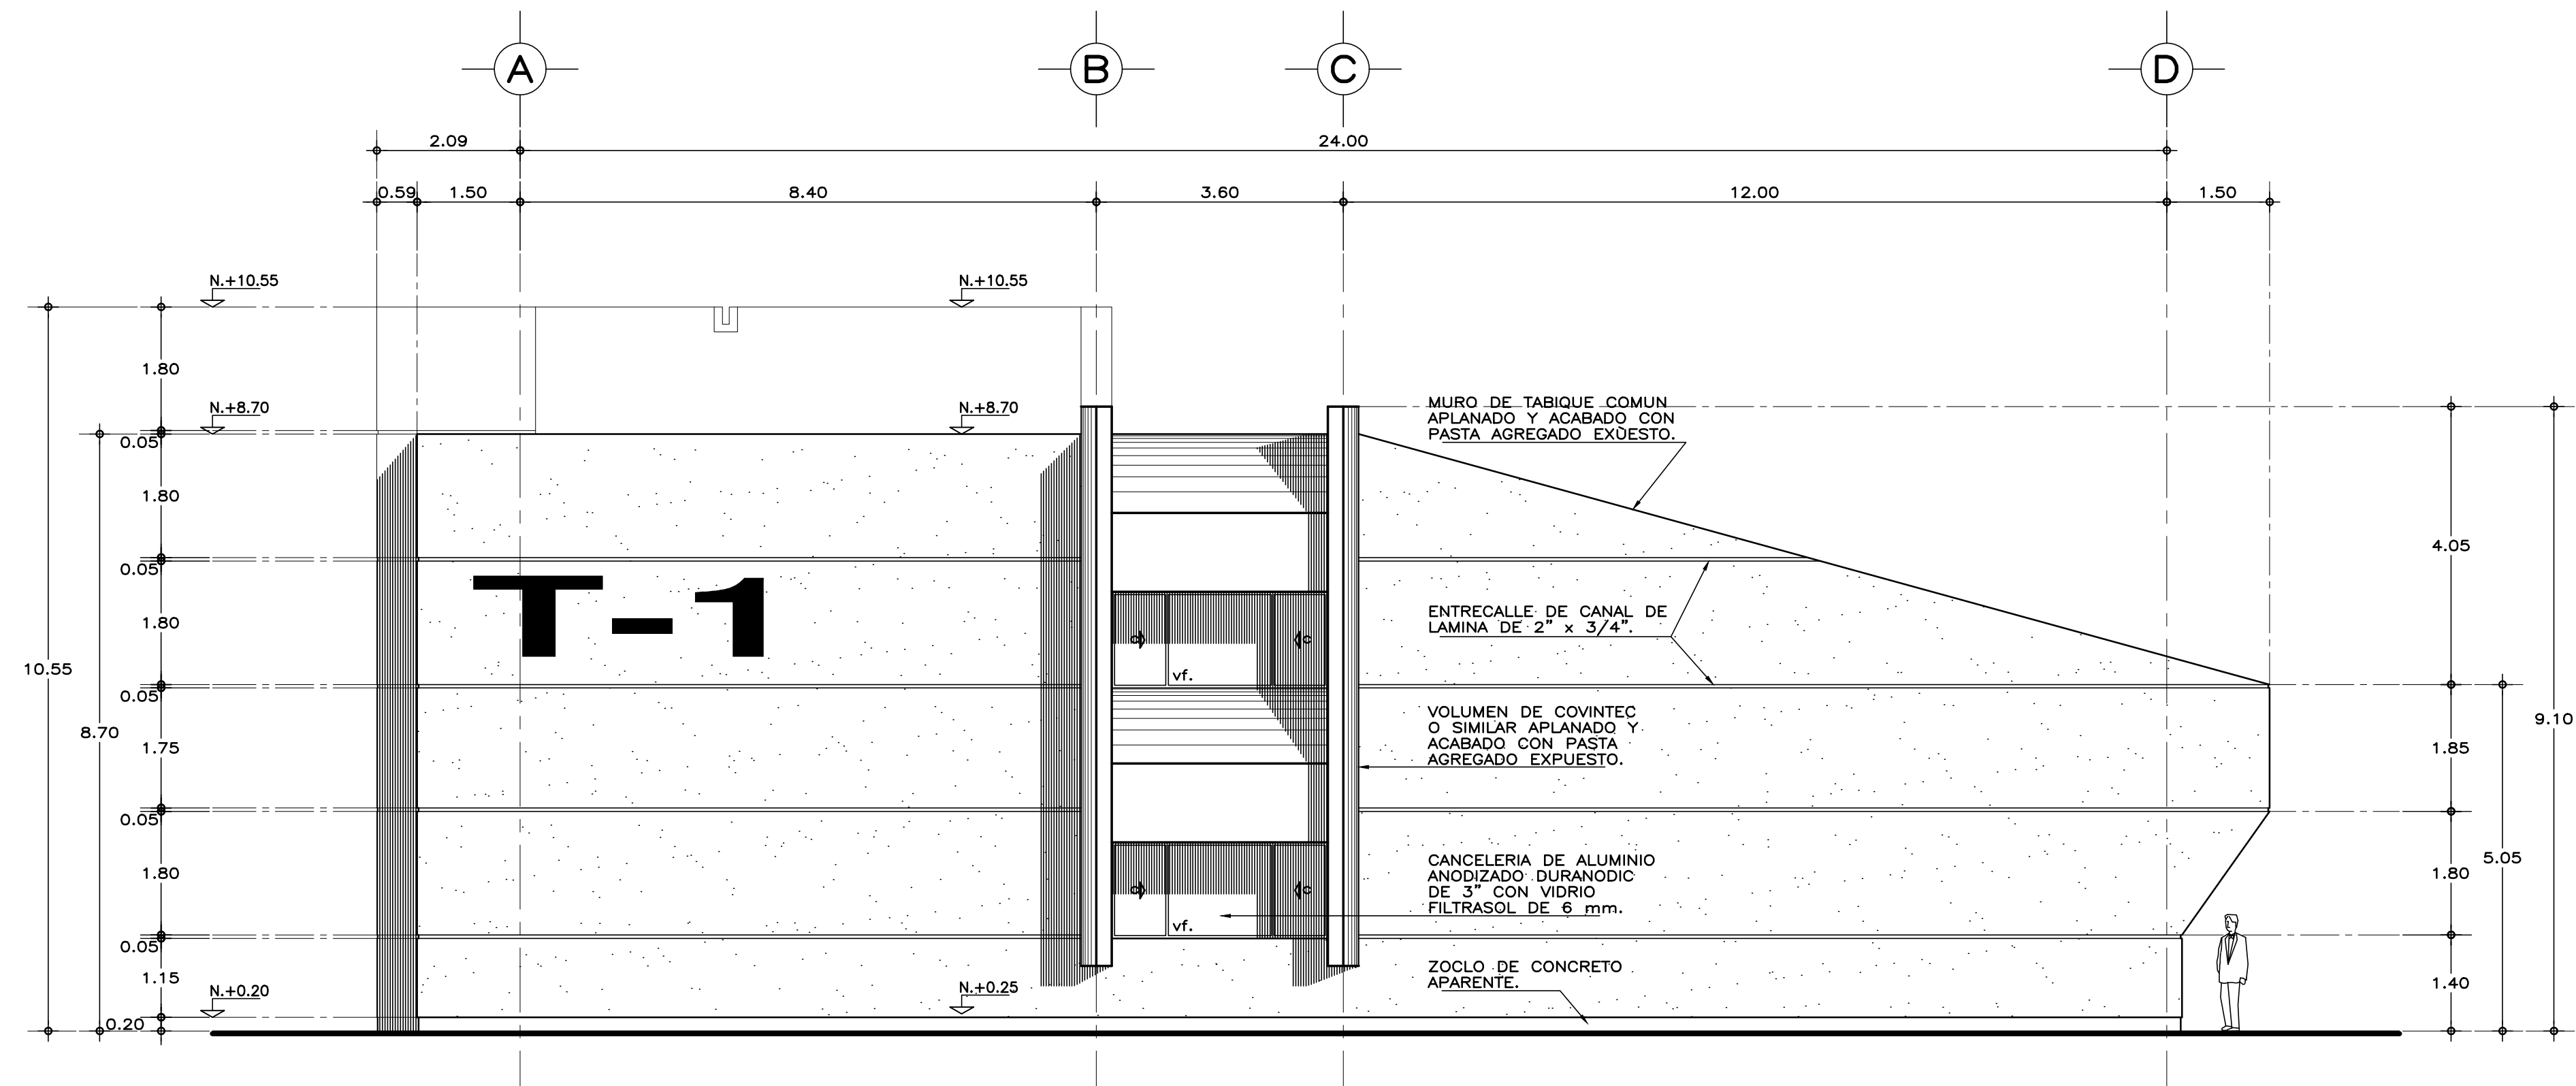 A
B
C
D
2.09
24.00
0.59
1.50
8.40
3.60
12.00
1.50
N.+10.55
N.+10.55
1.80
N.+8.70
N.+8.70
0.05
1.80
0.05
1.80
0.05
1.75
0.05
1.80
0.05
1.15
0.20
10.55
8.70
N.+0.20
N.+0.25
T-1
c
c
vf.
c
c
vf.
MURO DE TABIQUE COMUN
APLANADO Y ACABADO CON
PASTA AGREGADO EXUESTO.
ENTRECALLE DE CANAL DE
LAMINA DE 2" x 3/4".
VOLUMEN DE COVINTEC
O SIMILAR APLANADO Y
ACABADO CON PASTA
AGREGADO EXPUESTO.
CANCELERIA DE ALUMINIO
ANODIZADO DURANODIC
DE 3" CON VIDRIO
FILTRASOL DE 6 mm.
ZOCLO DE CONCRETO
APARENTE.
4.05
1.85
1.80
1.40
5.05
9.10